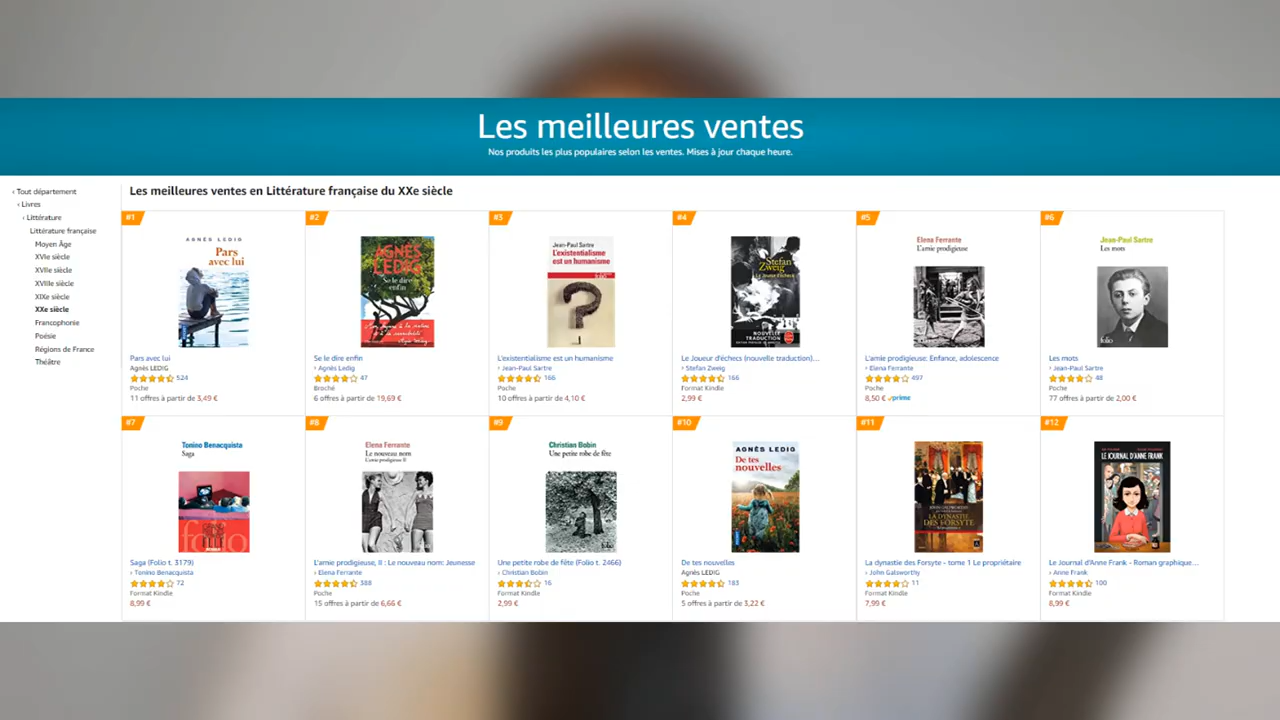 Les meilleures ventes
Nos produits les plus populaires selon les ventes. Mises à jour chaque heure.
‹ Tout département
‹ Livres
‹ Littérature
Littérature française
Moyen Âge
XVIe siècle
XVIIe siècle
XVIIIe siècle
XIXe siècle
XXe siècle
Francophonie
Poésie
Régions de France
Théâtre
Les meilleures ventes en Littérature française du XXe siècle
#1
AGNÈS LEDIG
Pars
avec lui
Pars avec lui
Agnès LEDIG
524
Poche
11 offres à partir de 3,49 €
#2
AGNÈS
LEDIG
Se le dire
enfin
Se le dire enfin
› Agnès Ledig
47
Broché
6 offres à partir de 19,69 €
#3
Jean-Paul Sartre
L'existentialisme
est un humanisme
folio
L'existentialisme est un humanisme
› Jean-Paul Sartre
166
Poche
10 offres à partir de 4,10 €
#4
Stefan
Zweig
Le Joueur d'échecs
NOUVELLE
TRADUCTION
Le Joueur d'échecs (nouvelle traduction)...
› Stefan Zweig
166
Format Kindle
2,99 €
#5
Elena Ferrante
L'amie prodigieuse
L'amie prodigieuse: Enfance, adolescence
› Elena Ferrante
497
Poche
8,50 € prime
#6
Jean-Paul Sartre
Les mots
folio
Les mots
› Jean-Paul Sartre
48
Poche
77 offres à partir de 2,00 €
#7
Tonino Benacquista
Saga
folio
Saga (Folio t. 3179)
› Tonino Benacquista
72
Format Kindle
8,99 €
#8
Elena Ferrante
Le nouveau nom
L'amie prodigieuse II
L'amie prodigieuse, II : Le nouveau nom: Jeunesse
› Elena Ferrante
388
Poche
15 offres à partir de 6,66 €
#9
Christian Bobin
Une petite robe de fête
Une petite robe de fête (Folio t. 2466)
› Christian Bobin
16
Format Kindle
2,99 €
#10
AGNÈS LEDIG
De tes
nouvelles
De tes nouvelles
Agnès LEDIG
183
Poche
5 offres à partir de 3,22 €
#11
LA DYNASTIE
DES FORSYTE
La dynastie des Forsyte - tome 1 Le propriétaire
› John Galsworthy
11
Format Kindle
7,99 €
#12
LE JOURNAL D'ANNE FRANK
Le Journal d'Anne Frank - Roman graphique...
› Anne Frank
100
Format Kindle
8,99 €